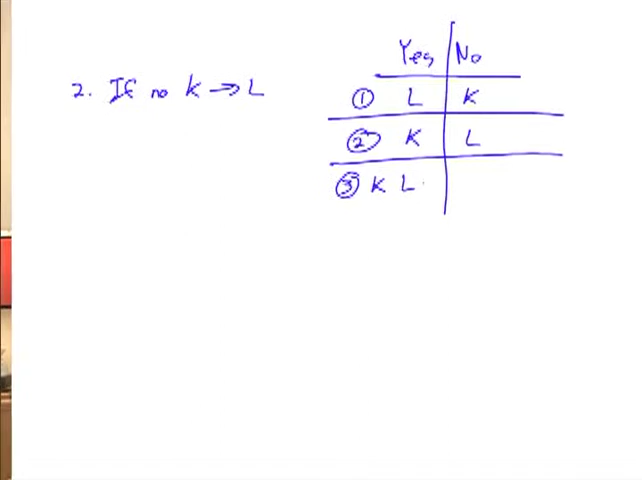 Yes No
2. If no K → L
① L K
② K L
③ K L